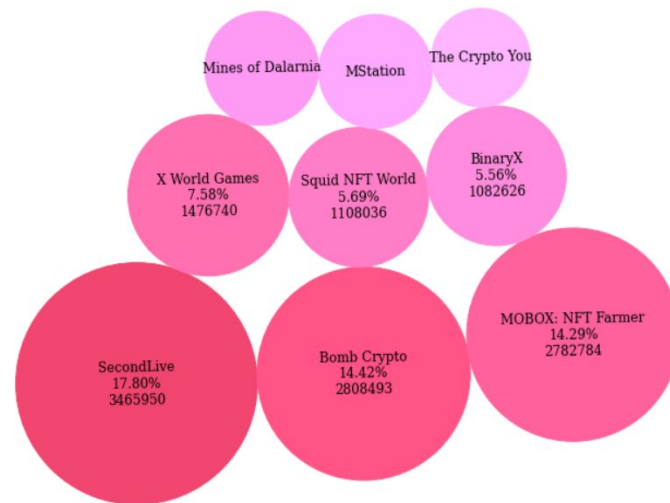 Mines of Dalarnia
MStation
The Crypto You
X World Games
7.58%
1476740
Squid NFT World
5.69%
1108036
BinaryX
5.56%
1082626
SecondLive
17.80%
3465950
Bomb Crypto
14.42%
2808493
MOBOX: NFT Farmer
14.29%
2782784